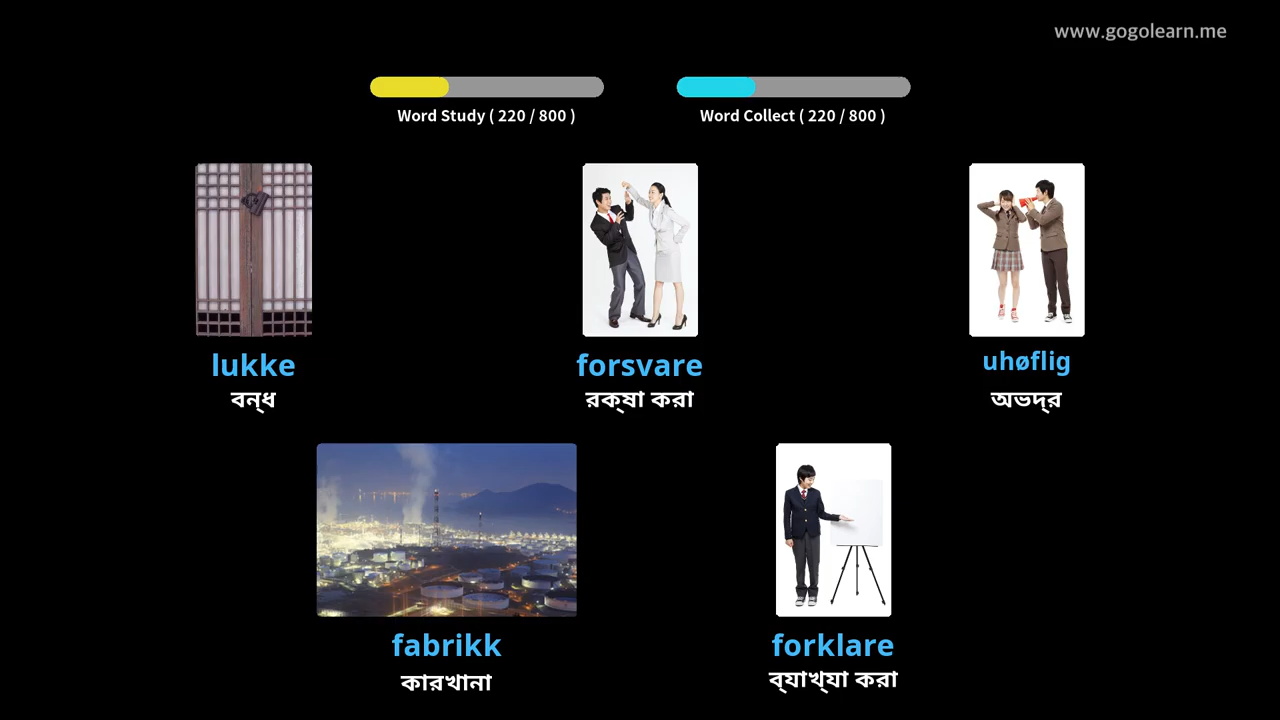 www.gogolearn.me
Word Study ( 220 / 800 )
Word Collect ( 220 / 800 )
lukke
বন্ধ
forsvare
রক্ষা করা
uhøflig
অভদ্র
fabrikk
কারখানা
forklare
ব্যাখ্যা করা